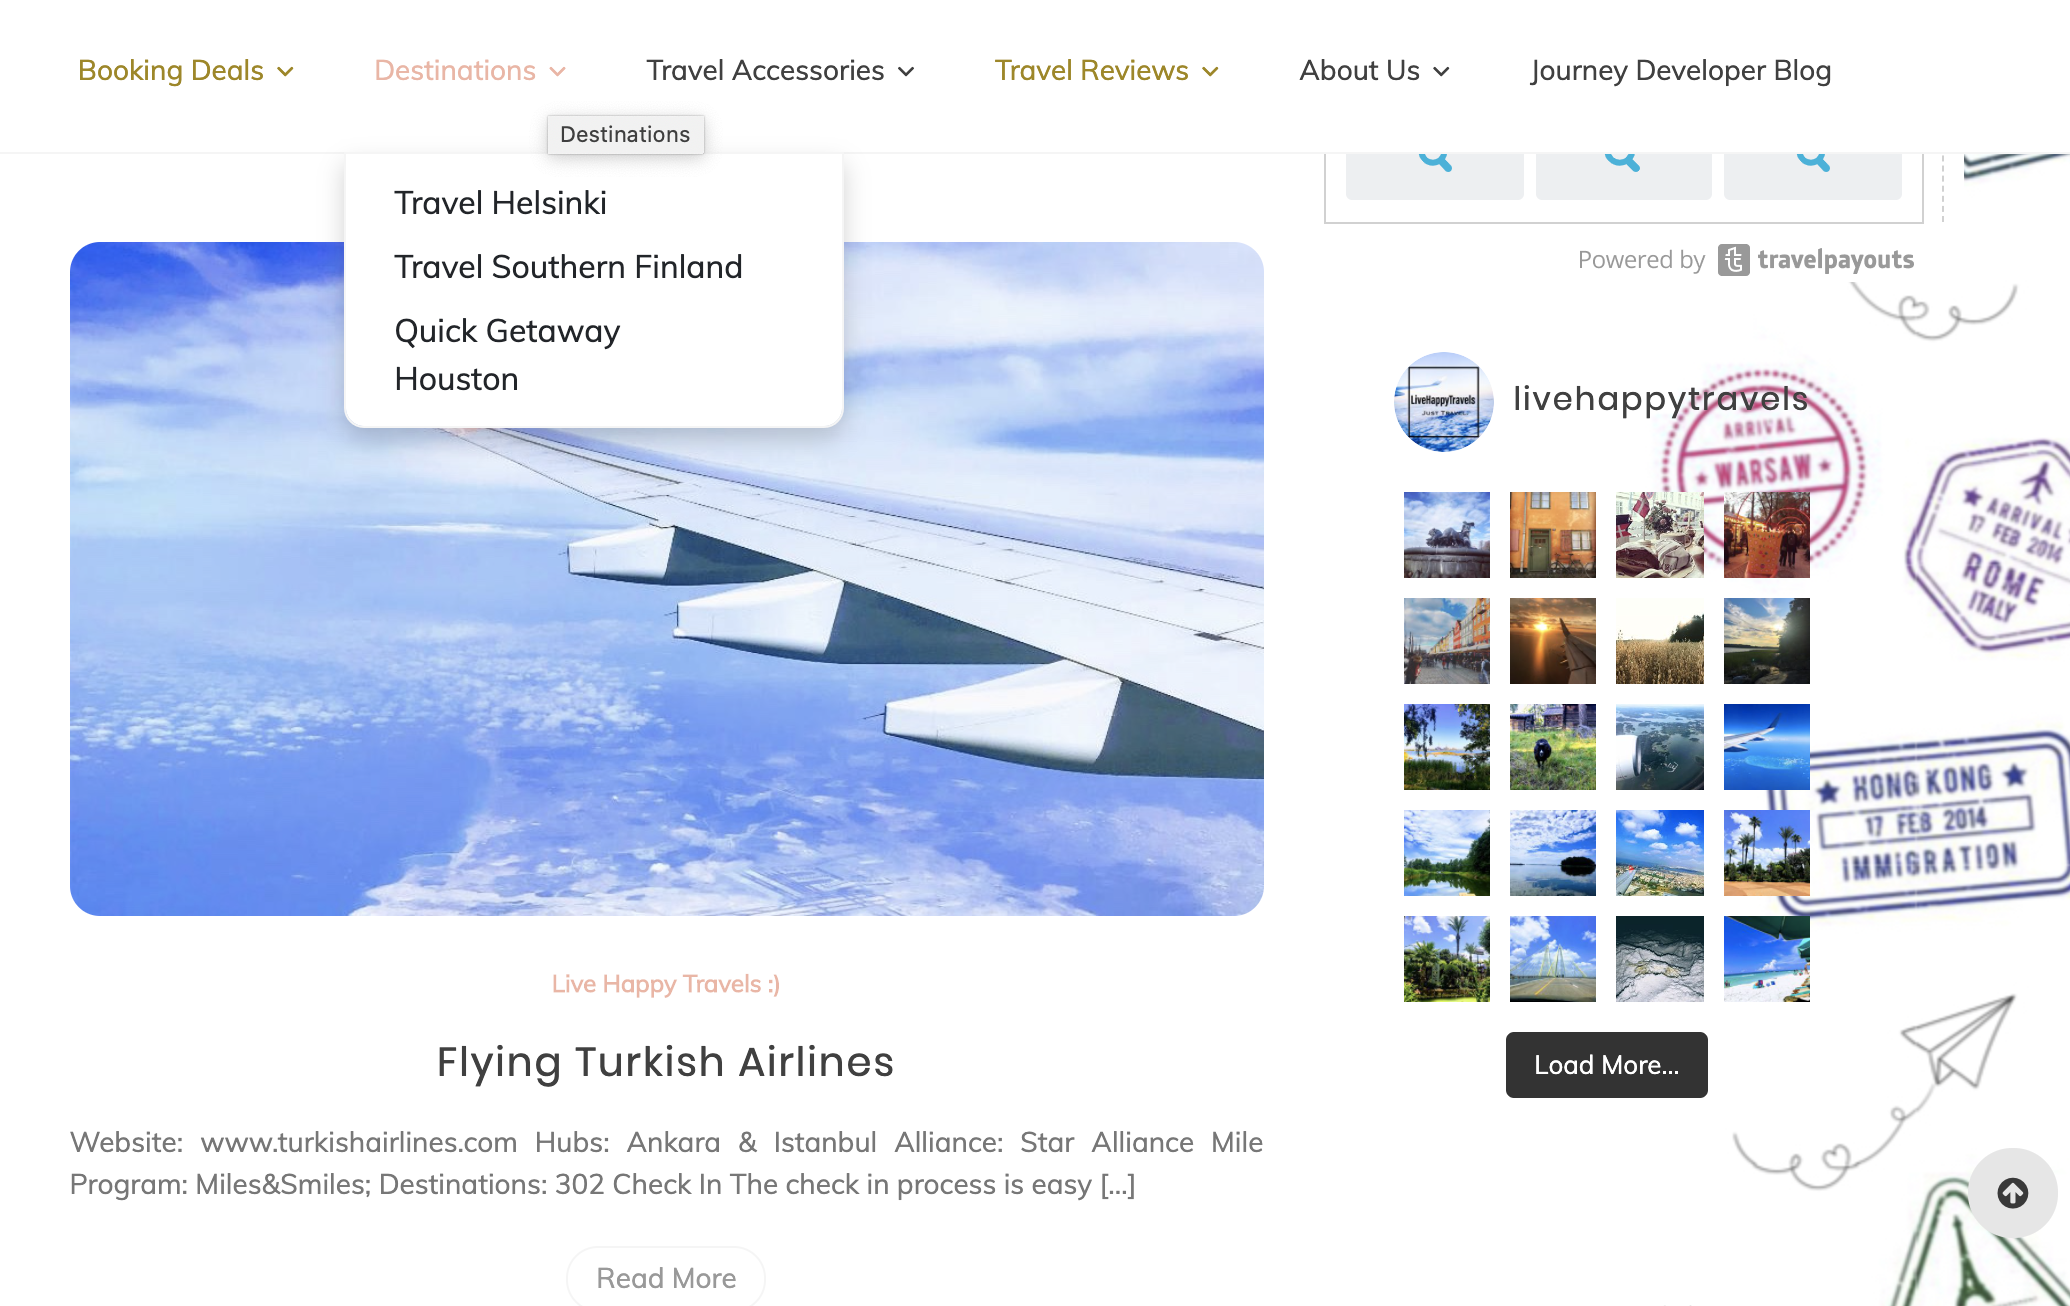 Booking Deals
Destinations
Travel Accessories
Travel Reviews
About Us
Journey Developer Blog
Destinations
Travel Helsinki
Travel Southern Finland
Quick Getaway
Houston
Live Happy Travels :)
Flying Turkish Airlines
Website: www.turkishairlines.com Hubs: Ankara & Istanbul Alliance: Star Alliance Mile
Program: Miles&Smiles; Destinations: 302 Check In The check in process is easy [...]
Read More
Powered by travelpayouts
LiveHappyTravels
JUST TRAVEL
livehappytravels
ARRIVAL
WARSAW
ARRIVAL
17 FEB 2014
ROME
ITALY
HONG KONG
17 FEB 2014
IMMiGRATION
Load More...